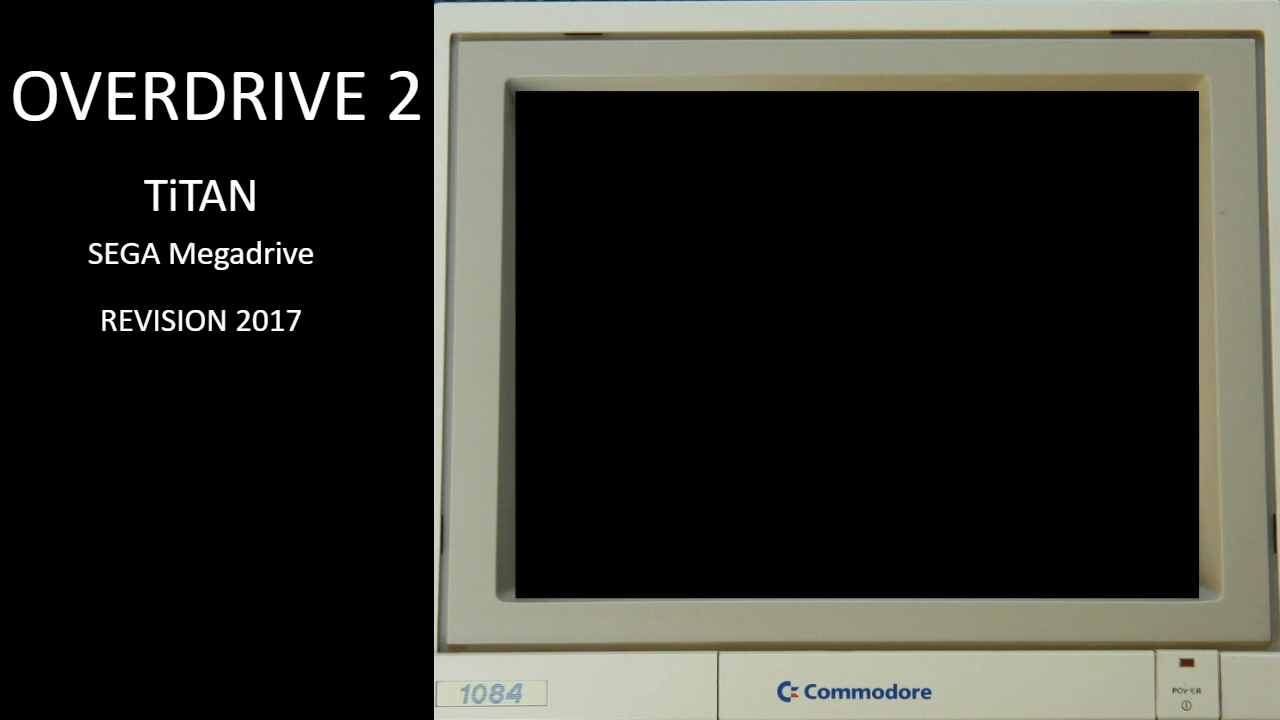 OVERDRIVE 2
TiTAN
SEGA Megadrive
REVISION 2017
1084
Commodore
POWER